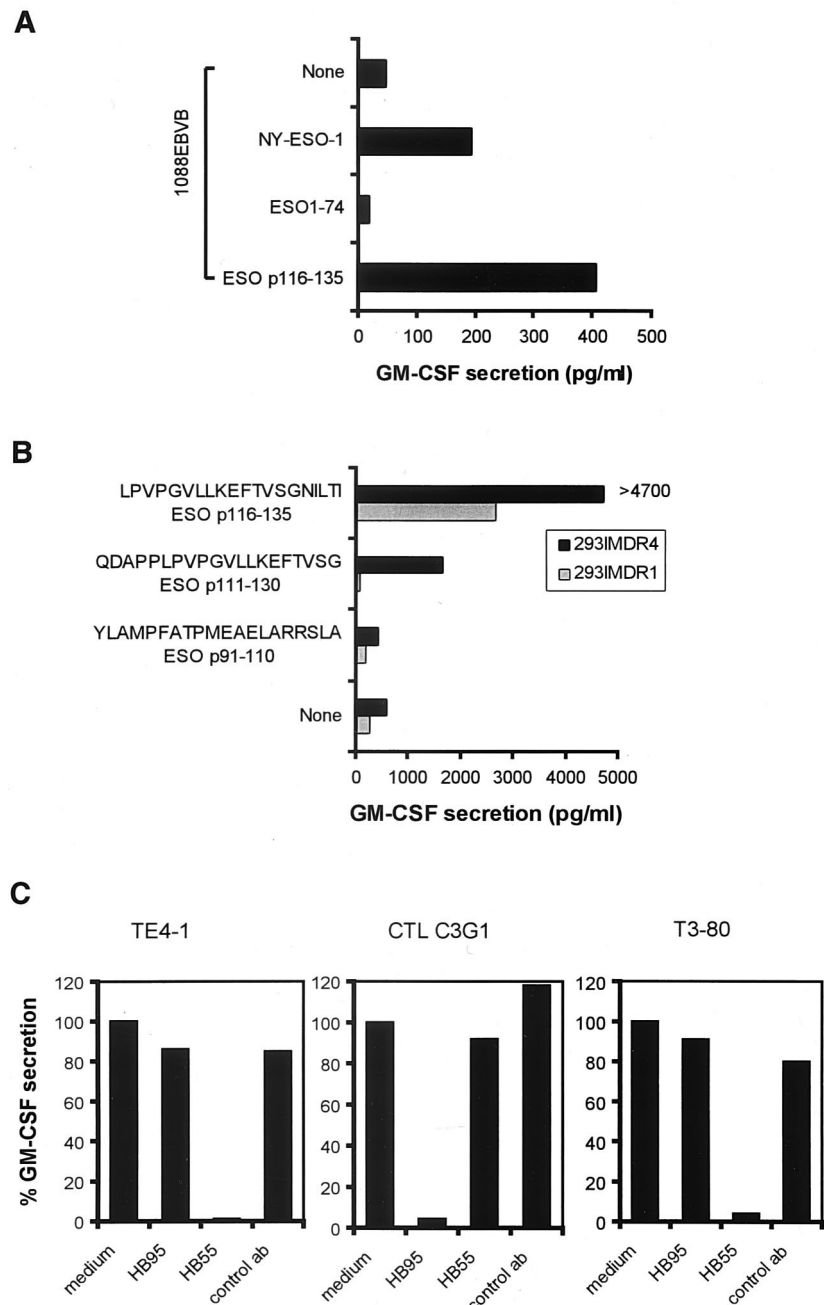 A
1088EBVB
None
NY-ESO-1
ESO1-74
ESO p116-135
0 100 200 300 400 500
GM-CSF secretion (pg/ml)
B
LPVPGVLLKEFTVSGNILTI
ESO p116-135
>4700
QDAPPLPVPGVLLKEFTVSG
ESO p111-130
293IMDR4
293IMDR1
YLAMPFATPMEAELARRSLA
ESO p91-110
None
0 1000 2000 3000 4000 5000
GM-CSF secretion (pg/ml)
C
TE4-1 CTL C3G1 T3-80
% GM-CSF secretion
120 120 120
100 100 100
80 80 80
60 60 60
40 40 40
20 20 20
0 0 0
medium HB95 HB55 control ab medium HB95 HB55 control ab medium HB95 HB55 control ab